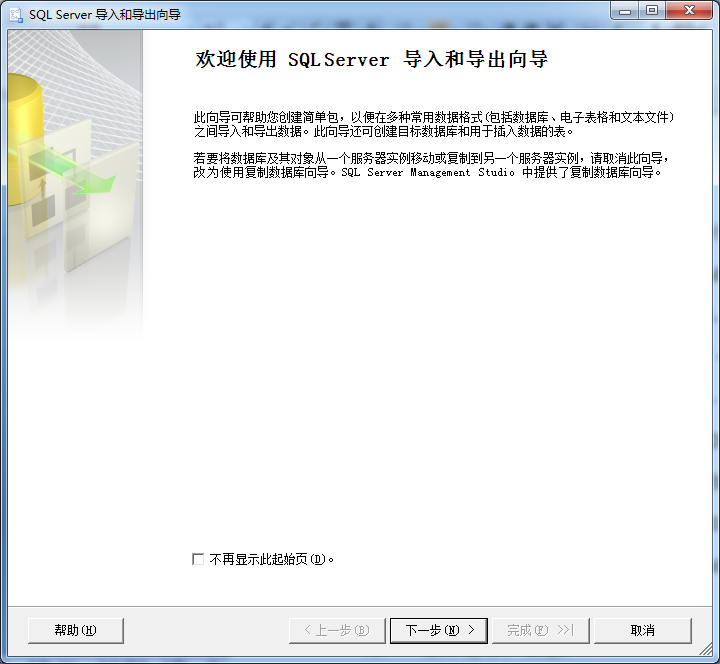 SQL Server 导入和导出向导
欢迎使用 SQL Server 导入和导出向导
此向导可帮助您创建简单包，以便在多种常用数据格式(包括数据库、电子表格和文本文件)
之间导入和导出数据。此向导还可创建目标数据库和用于插入数据的表。
若要将数据库及其对象从一个服务器实例移动或复制到另一个服务器实例，请取消此向导，
改为使用复制数据库向导。SQL Server Management Studio 中提供了复制数据库向导。
不再显示此起始页(D)。
帮助(H) < 上一步(B) 下一步(N) > 完成(F) >>| 取消